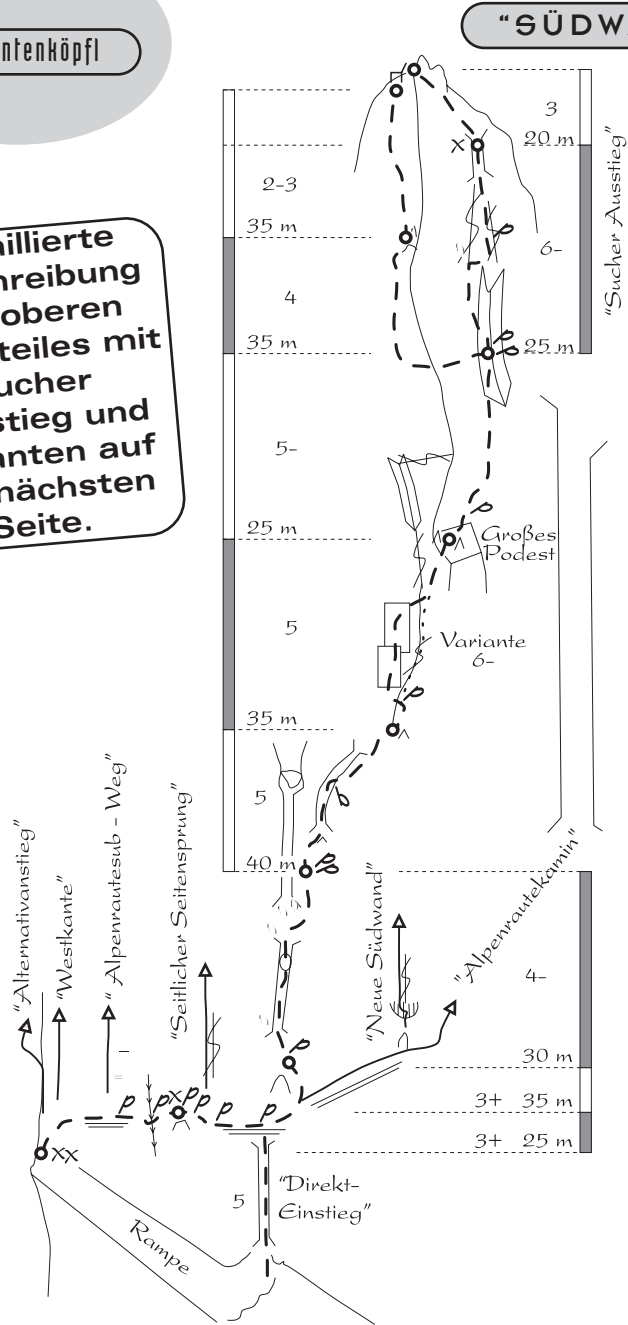 ntenköpfl
"SÜDW
aillierte
hreibung
oberen
teiles mit
ucher
stieg und
anten auf
nächsten
Seite.
3
X
20 m
"Sucher Ausstieg"
2-3
35 m
6-
4
35 m
25 m
5-
25 m
Großes
Podest
5
Variante
6-
35 m
5
40 m
"Alternativanstieg"
"Westkante"
"Alpenrautesub - Weg"
"Seitlicher Seitensprung"
"Neue Südwand"
"Alpenrautekamin"
4-
30 m
3+ 35 m
3+ 25 m
X
XX
5
"Direkt-
Einstieg"
Rampe